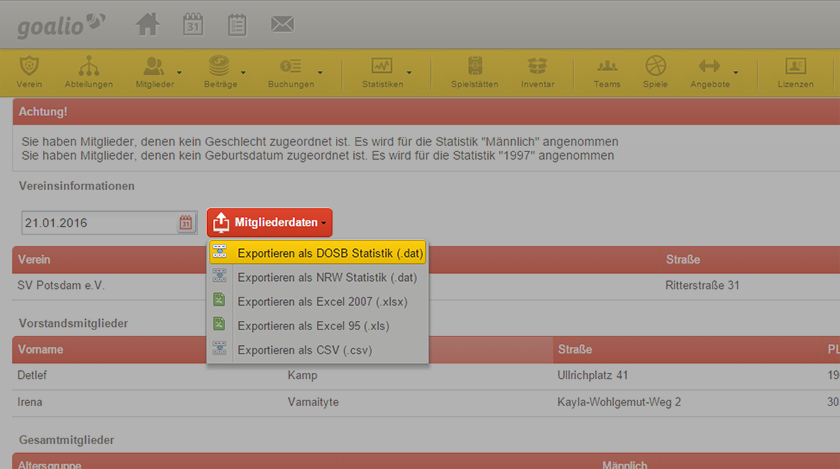 goalio
31
Verein Abteilungen Mitglieder Beiträge Buchungen Statistiken Spielstätten Inventar Teams Spiele Angebote Lizenzen
Achtung!
Sie haben Mitglieder, denen kein Geschlecht zugeordnet ist. Es wird für die Statistik "Männlich" angenommen
Sie haben Mitglieder, denen kein Geburtsdatum zugeordnet ist. Es wird für die Statistik "1997" angenommen
Vereinsinformationen
21.01.2016 31 Mitgliederdaten
Exportieren als DOSB Statistik (.dat)
Exportieren als NRW Statistik (.dat)
Exportieren als Excel 2007 (.xlsx)
Exportieren als Excel 95 (.xls)
Exportieren als CSV (.csv)
Verein Straße
SV Potsdam e.V. Ritterstraße 31
Vorstandsmitglieder
Vorname Straße PL
Detlef Kamp Ullrichplatz 41 19
Irena Varnaityte Kayla-Wohlgemut-Weg 2 30
Gesamtmitglieder
Altersgruppe Männlich